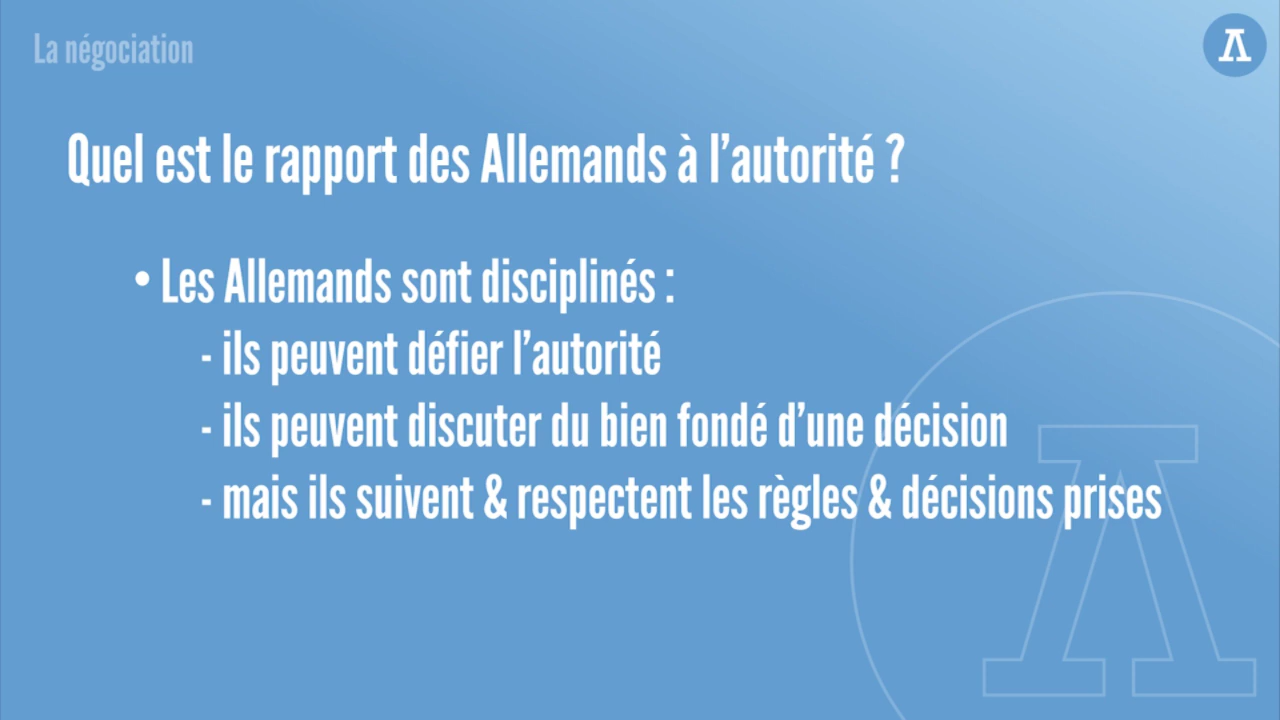 La négociation
Quel est le rapport des Allemands à l’autorité ?
• Les Allemands sont disciplinés :
- ils peuvent défier l’autorité
- ils peuvent discuter du bien fondé d’une décision
- mais ils suivent & respectent les règles & décisions prises